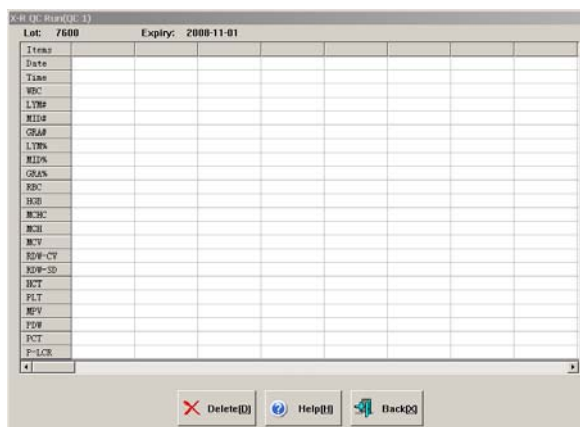 X-R QC Run(QC 1)
Lot: 7600 Expiry: 2008-11-01
Items
Date
Time
WBC
LYM#
MID#
GRA#
LYM%
MID%
GRA%
RBC
HGB
MCHC
MCH
MCV
RDW-CV
RDW-SD
HCT
PLT
MPV
PDW
PCT
P-LCR
Delete[D] Help[H] Back[X]